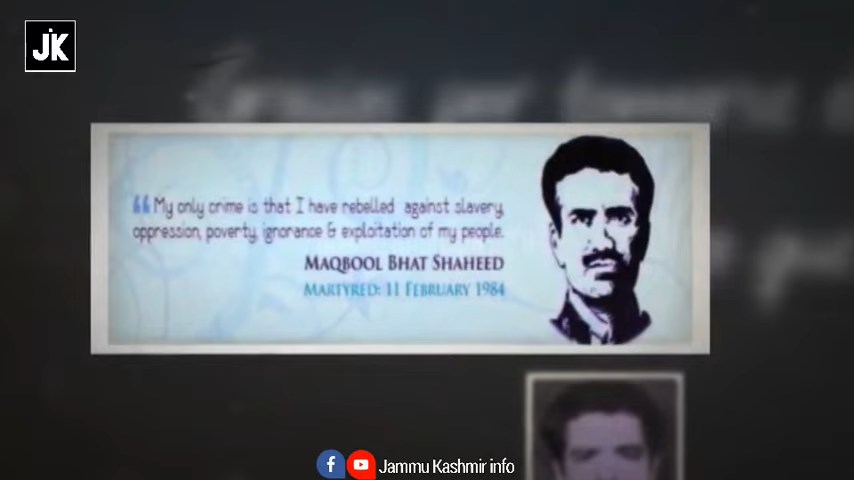 JK
“ My only crime is that I have rebelled against slavery,
oppression, poverty, ignorance & exploitation of my people.
MAQBOOL BHAT SHAHEED
MARTYRED: 11 FEBRUARY 1984
Jammu Kashmir info